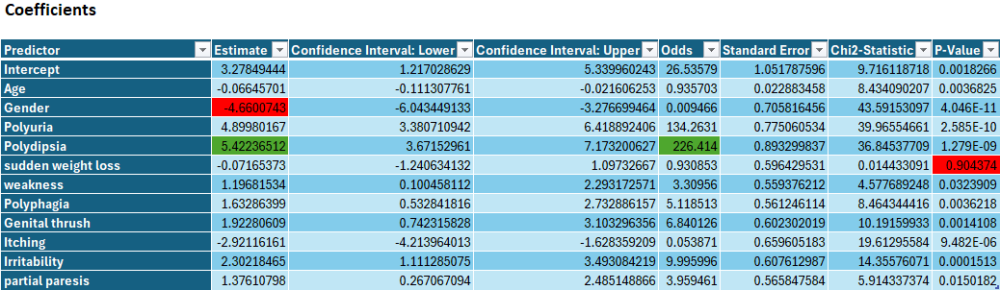 Coefficients
Predictor Estimate Confidence Interval: Lower Confidence Interval: Upper Odds Standard Error Chi2-Statistic P-Value
Intercept 3.27849444 1.217028629 5.339960243 26.53579 1.051787596 9.716118718 0.0018266
Age -0.06645701 -0.111307761 -0.021606253 0.935703 0.022883458 8.434090207 0.0036825
Gender -4.6600743 -6.043449133 -3.276699464 0.009466 0.705816456 43.59153097 4.046E-11
Polyuria 4.89980167 3.380710942 6.418892406 134.2631 0.775060534 39.96554661 2.585E-10
Polydipsia 5.42236512 3.67152961 7.173200627 226.414 0.893299837 36.84537709 1.279E-09
sudden weight loss -0.07165373 -1.240634132 1.09732667 0.930853 0.596429531 0.014433091 0.904374
weakness 1.19681534 0.100458112 2.293172571 3.30956 0.559376212 4.577689248 0.0323909
Polyphagia 1.63286399 0.532841816 2.732886157 5.118513 0.561246114 8.464344416 0.0036218
Genital thrush 1.92280609 0.742315828 3.103296356 6.840126 0.602302019 10.19159933 0.0014108
Itching -2.92116161 -4.213964013 -1.628359209 0.053871 0.659605183 19.61295584 9.482E-06
Irritability 2.30218465 1.111285075 3.493084219 9.995996 0.607612987 14.35576071 0.0001513
partial paresis 1.37610798 0.267067094 2.485148866 3.959461 0.565847584 5.914337374 0.0150182